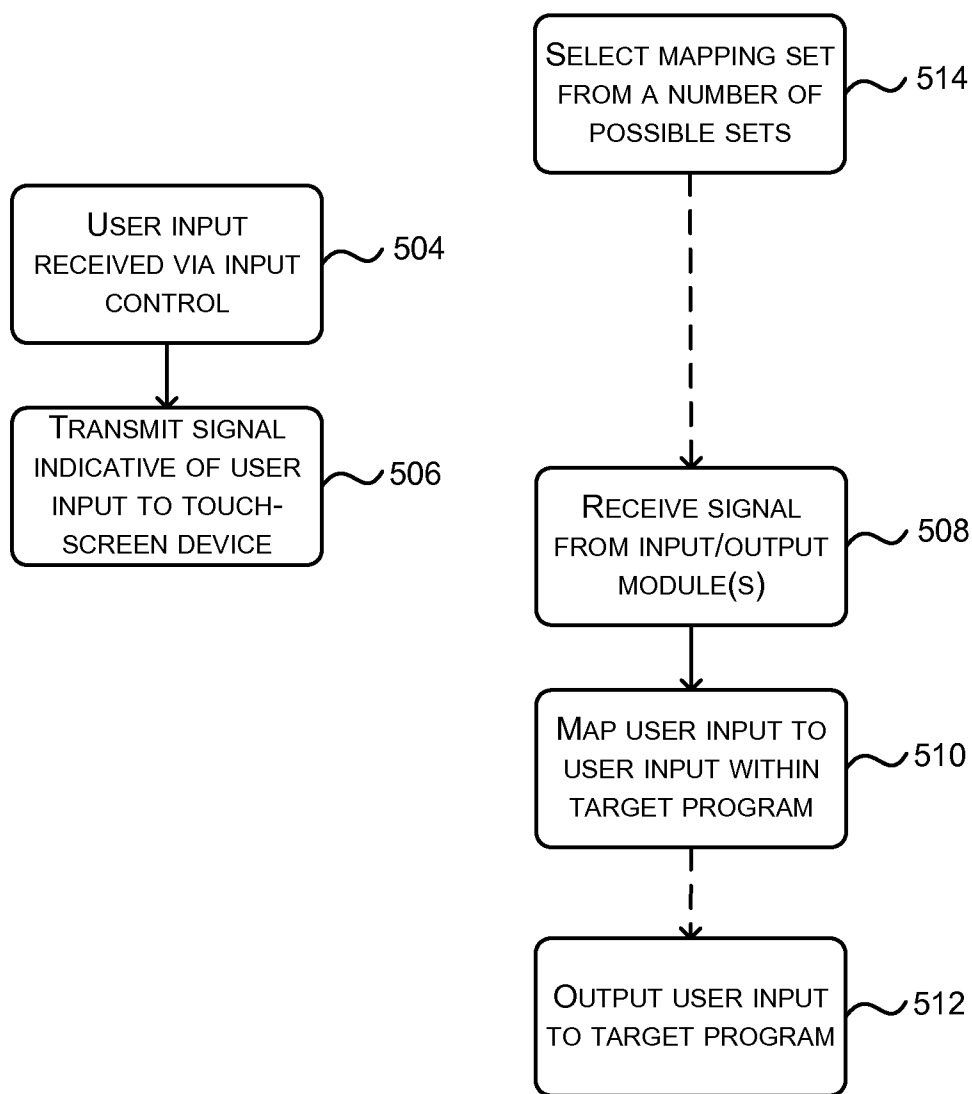 SELECT MAPPING SET
FROM A NUMBER OF
POSSIBLE SETS
514
USER INPUT
RECEIVED VIA INPUT
CONTROL
504
TRANSMIT SIGNAL
INDICATIVE OF USER
INPUT TO TOUCH-
SCREEN DEVICE
506
RECEIVE SIGNAL
FROM INPUT/OUTPUT
MODULE(S)
508
MAP USER INPUT TO
USER INPUT WITHIN
TARGET PROGRAM
510
OUTPUT USER INPUT
TO TARGET PROGRAM
512